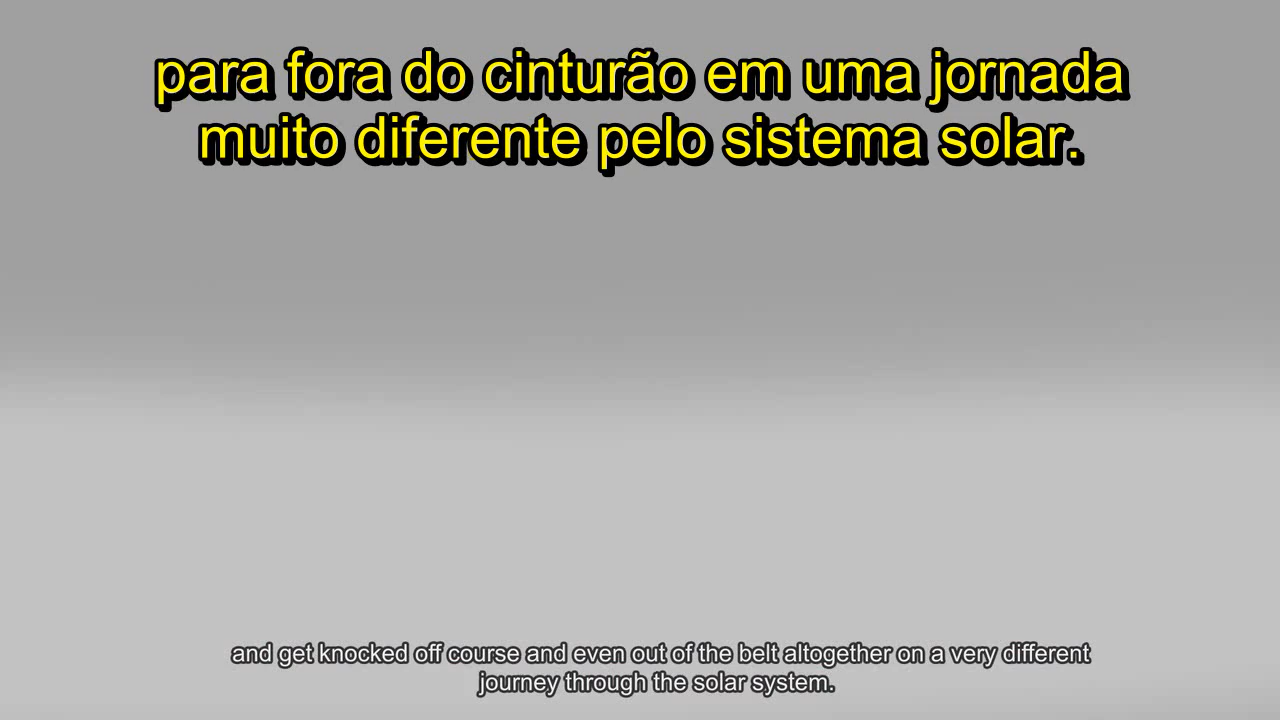 para fora do cinturão em uma jornada
muito diferente pelo sistema solar.
and get knocked off course and even out of the belt altogether on a very different
journey through the solar system.